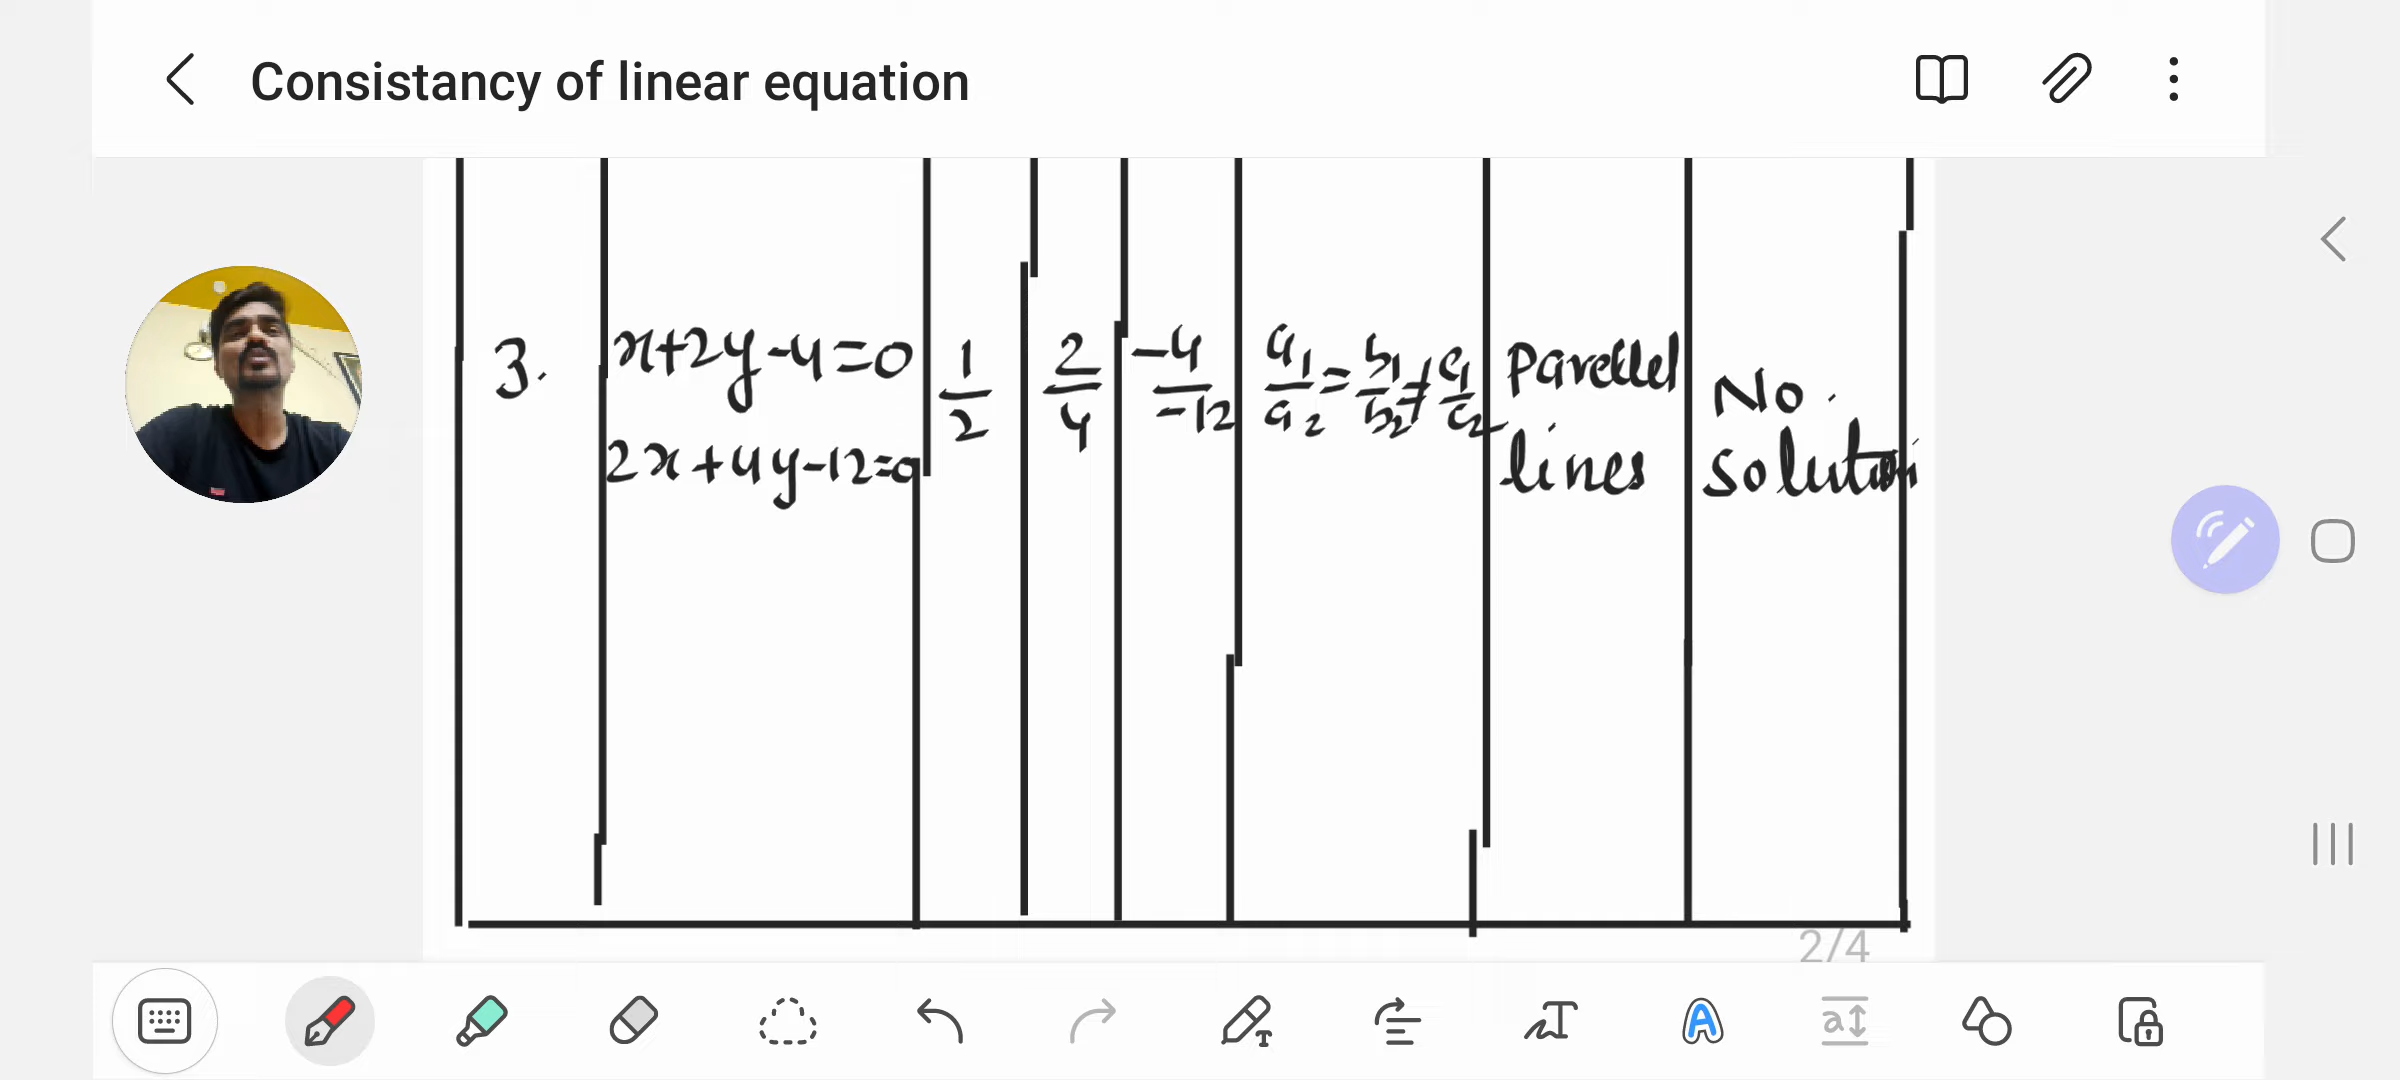 Consistancy of linear equation
3.
x+2y-4=0
2x+4y-12=0
1/2
2/4
-4/-12
a₁/a₂ = b₁/b₂ ≠ c₁/c₂
Parellel
lines
No
solution
2/4